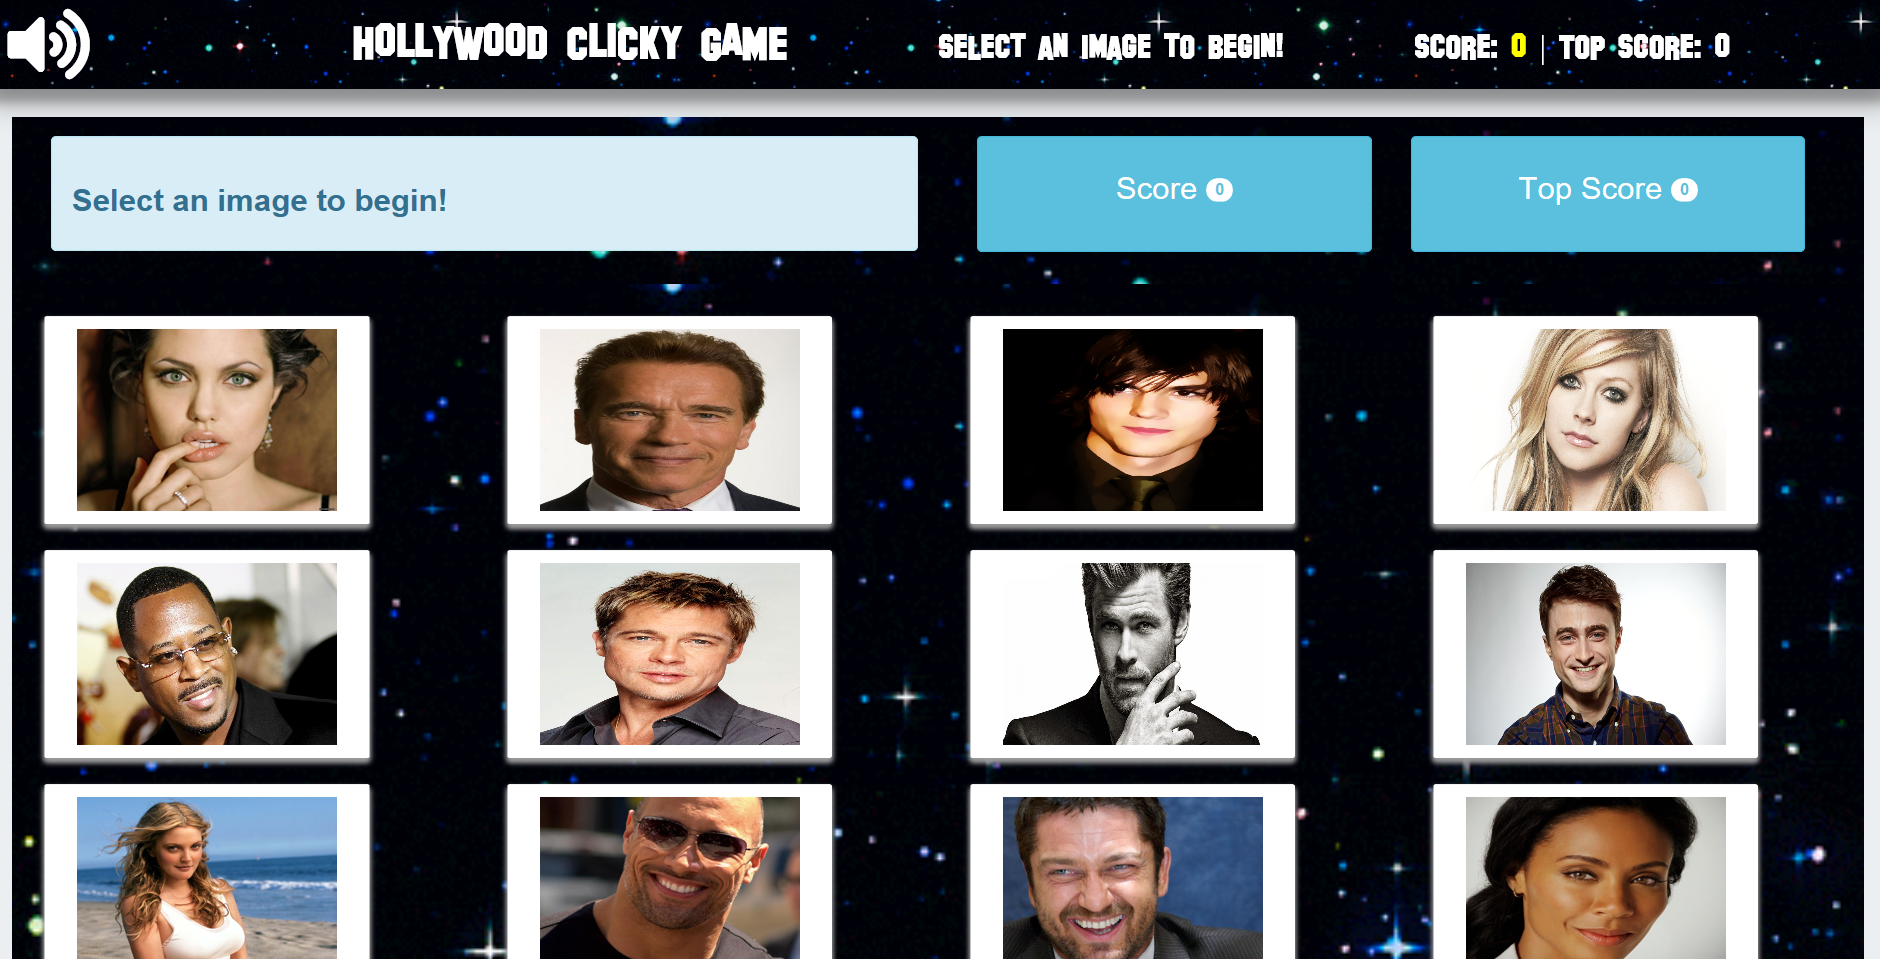 Hollywood Clicky Game
Select an image to begin!
Score: 0 | Top Score: 0
Select an image to begin!
Score 0
Top Score 0